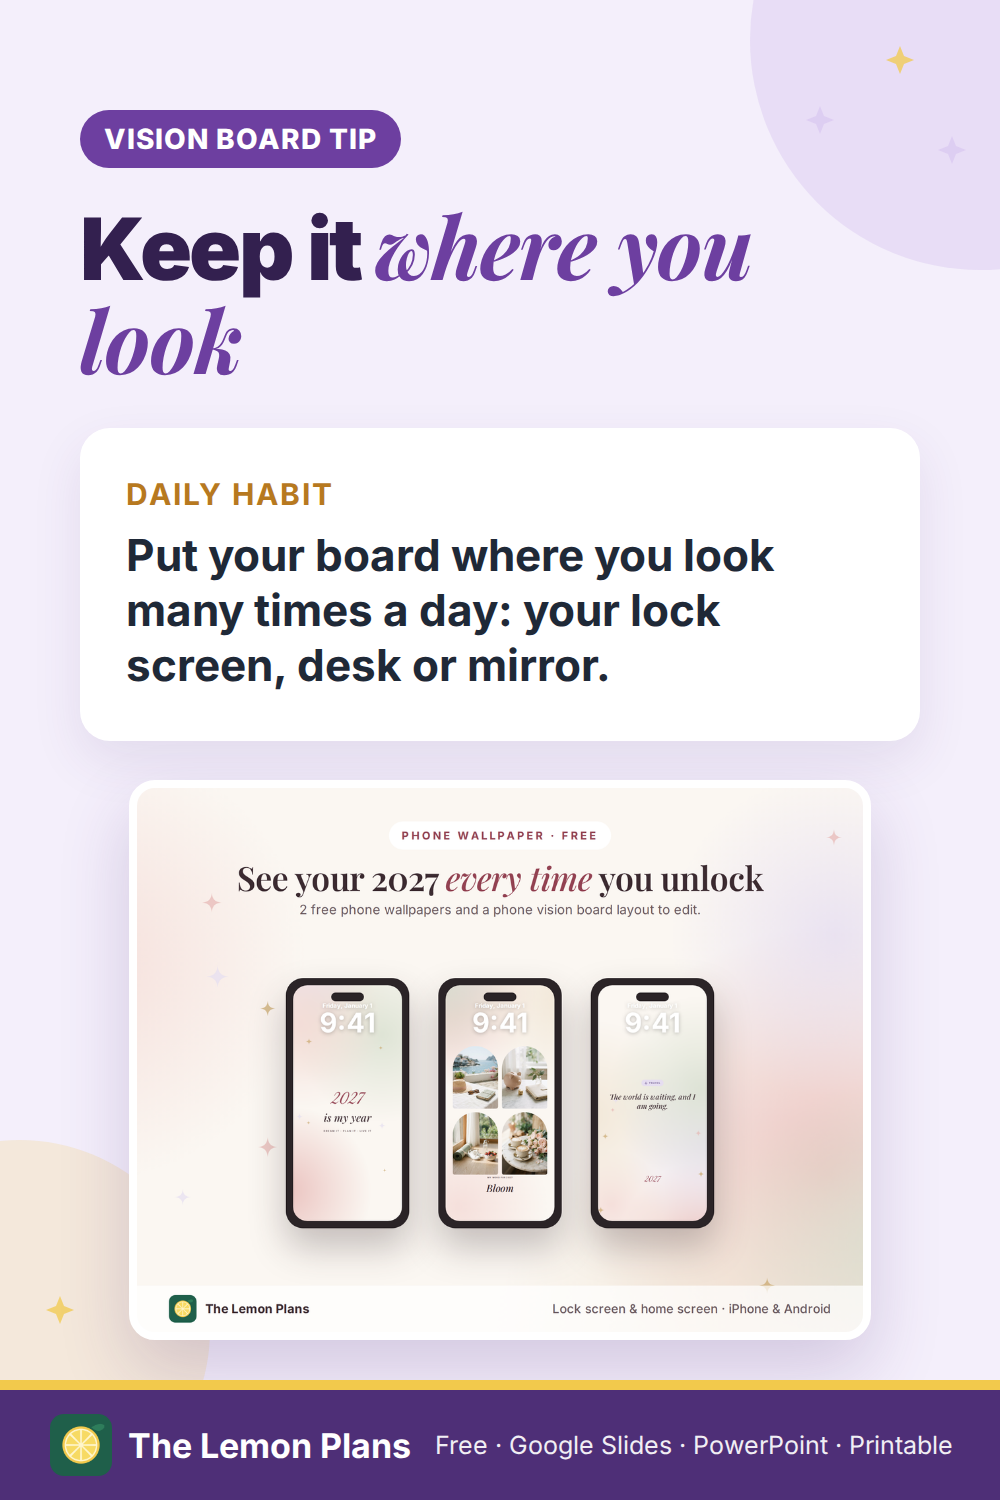 VISION BOARD TIP
Keep it where you
look
DAILY HABIT
Put your board where you look
many times a day: your lock
screen, desk or mirror.
PHONE WALLPAPER · FREE
See your 2027 every time you unlock
2 free phone wallpapers and a phone vision board layout to edit.
9:41
2027
is my year
9:41
Bloom
9:41
The world is waiting, and I
am going.
2027
The Lemon Plans
Lock screen & home screen · iPhone & Android
The Lemon Plans
Free · Google Slides · PowerPoint · Printable